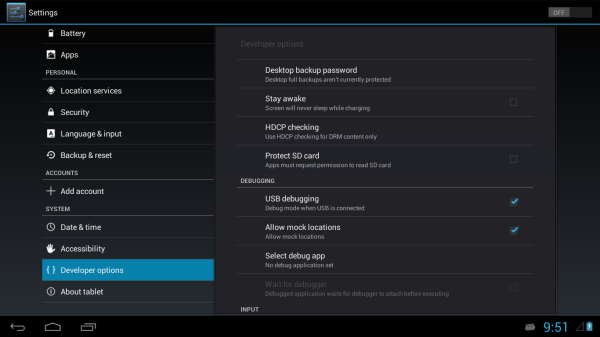 Settings
OFF
Battery
Apps
PERSONAL
Location services
Security
Language & input
Backup & reset
ACCOUNTS
Add account
SYSTEM
Date & time
Accessibility
Developer options
About tablet
Developer options
Desktop backup password
Desktop full backups aren't currently protected
Stay awake
Screen will never sleep while charging
HDCP checking
Use HDCP checking for DRM content only
Protect SD card
Apps must request permission to read SD card
DEBUGGING
USB debugging
Debug mode when USB is connected
Allow mock locations
Allow mock locations
Select debug app
No debug application set
Wait for debugger
Debugged application waits for debugger to attach before executing
INPUT
9:51